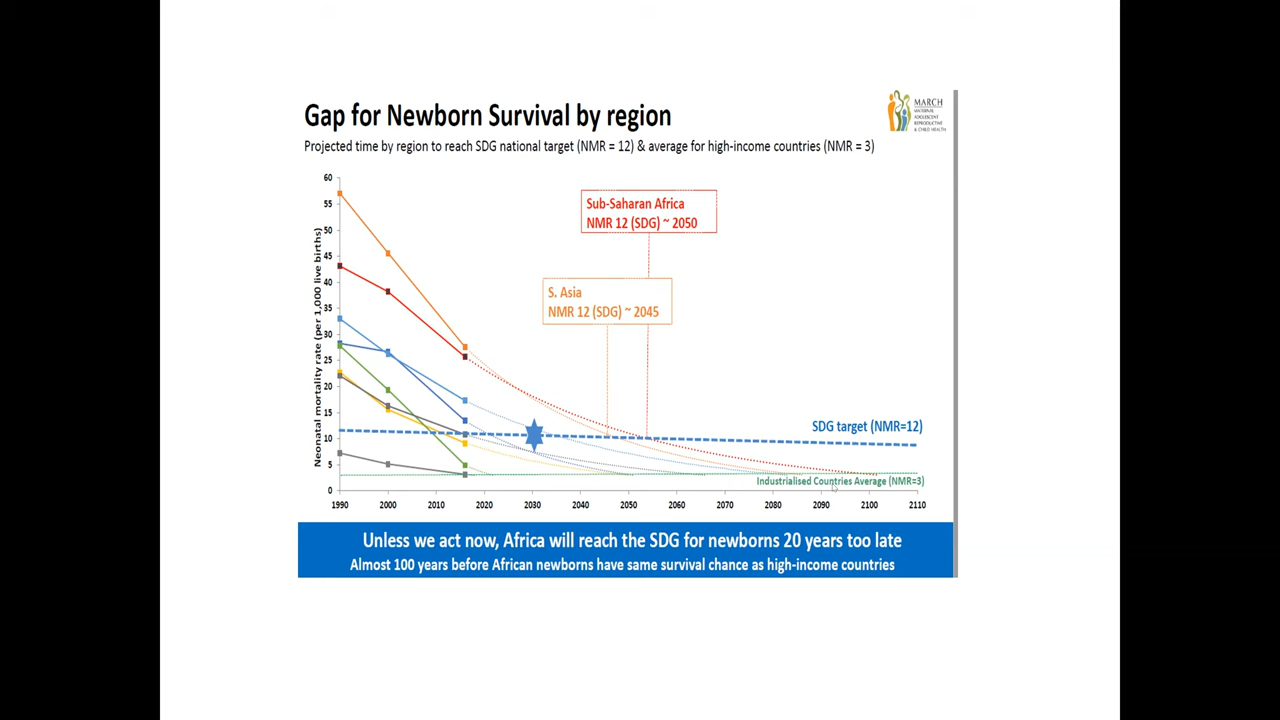 Gap for Newborn Survival by region
MARCH
MATERNAL
ADOLESCENT
REPRODUCTIVE
& CHILD HEALTH
Projected time by region to reach SDG national target (NMR = 12) & average for high-income countries (NMR = 3)
Neonatal mortality rate (per 1,000 live births)
60
55
50
45
40
35
30
25
20
15
10
5
0
Sub-Saharan Africa
NMR 12 (SDG) ~ 2050
S. Asia
NMR 12 (SDG) ~ 2045
SDG target (NMR=12)
Industrialised Countries Average (NMR=3)
1990 2000 2010 2020 2030 2040 2050 2060 2070 2080 2090 2100 2110
Unless we act now, Africa will reach the SDG for newborns 20 years too late
Almost 100 years before African newborns have same survival chance as high-income countries